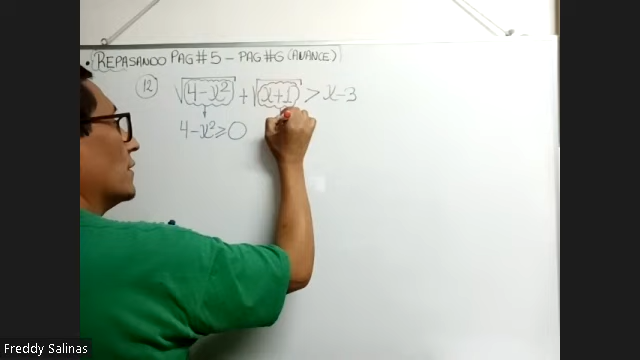 • REPASANDO PAG #5 – PAG #6 (AVANCE)
12 √(4-x²) + √(x+1) > x-3
4-x² ≥ 0
Freddy Salinas